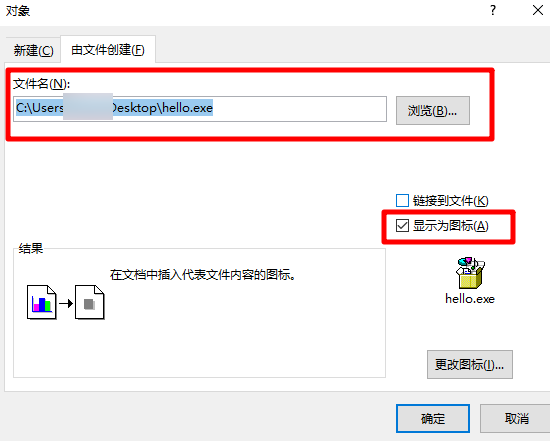 对象
新建(C)
由文件创建(F)
文件名(N):
C:\Users Desktop\hello.exe
浏览(B)...
链接到文件(K)
显示为图标(A)
结果
在文档中插入代表文件内容的图标。
hello.exe
更改图标(I)...
确定
取消